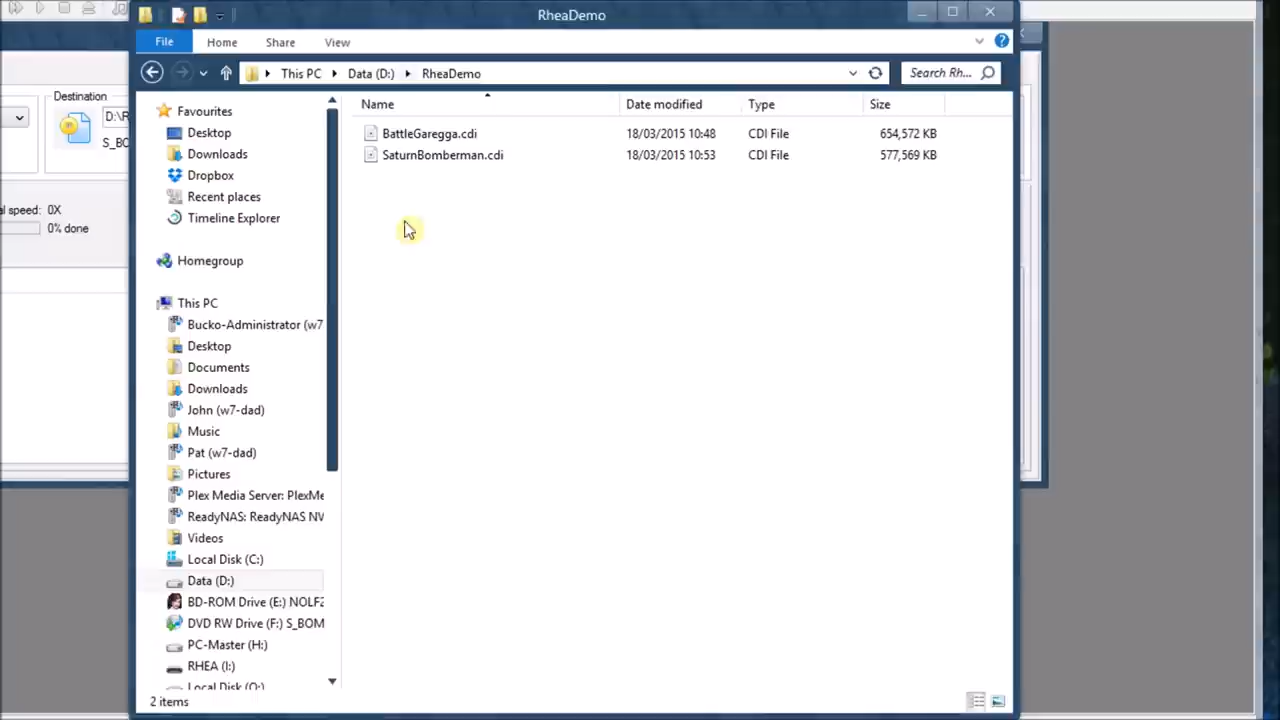 RheaDemo
File Home Share View
This PC Data (D:) RheaDemo
Search Rh...
Destination
D:\R
S_BO
al speed: 0X
0% done
Favourites
Desktop
Downloads
Dropbox
Recent places
Timeline Explorer
Homegroup
This PC
Bucko-Administrator (w7
Desktop
Documents
Downloads
John (w7-dad)
Music
Pat (w7-dad)
Pictures
Plex Media Server: PlexMe
ReadyNAS: ReadyNAS NV
Videos
Local Disk (C:)
Data (D:)
BD-ROM Drive (E:) NOLF2
DVD RW Drive (F:) S_BOM
PC-Master (H:)
RHEA (I:)
Local Disk (O:)
Name Date modified Type Size
BattleGaregga.cdi 18/03/2015 10:48 CDI File 654,572 KB
SaturnBomberman.cdi 18/03/2015 10:53 CDI File 577,569 KB
2 items